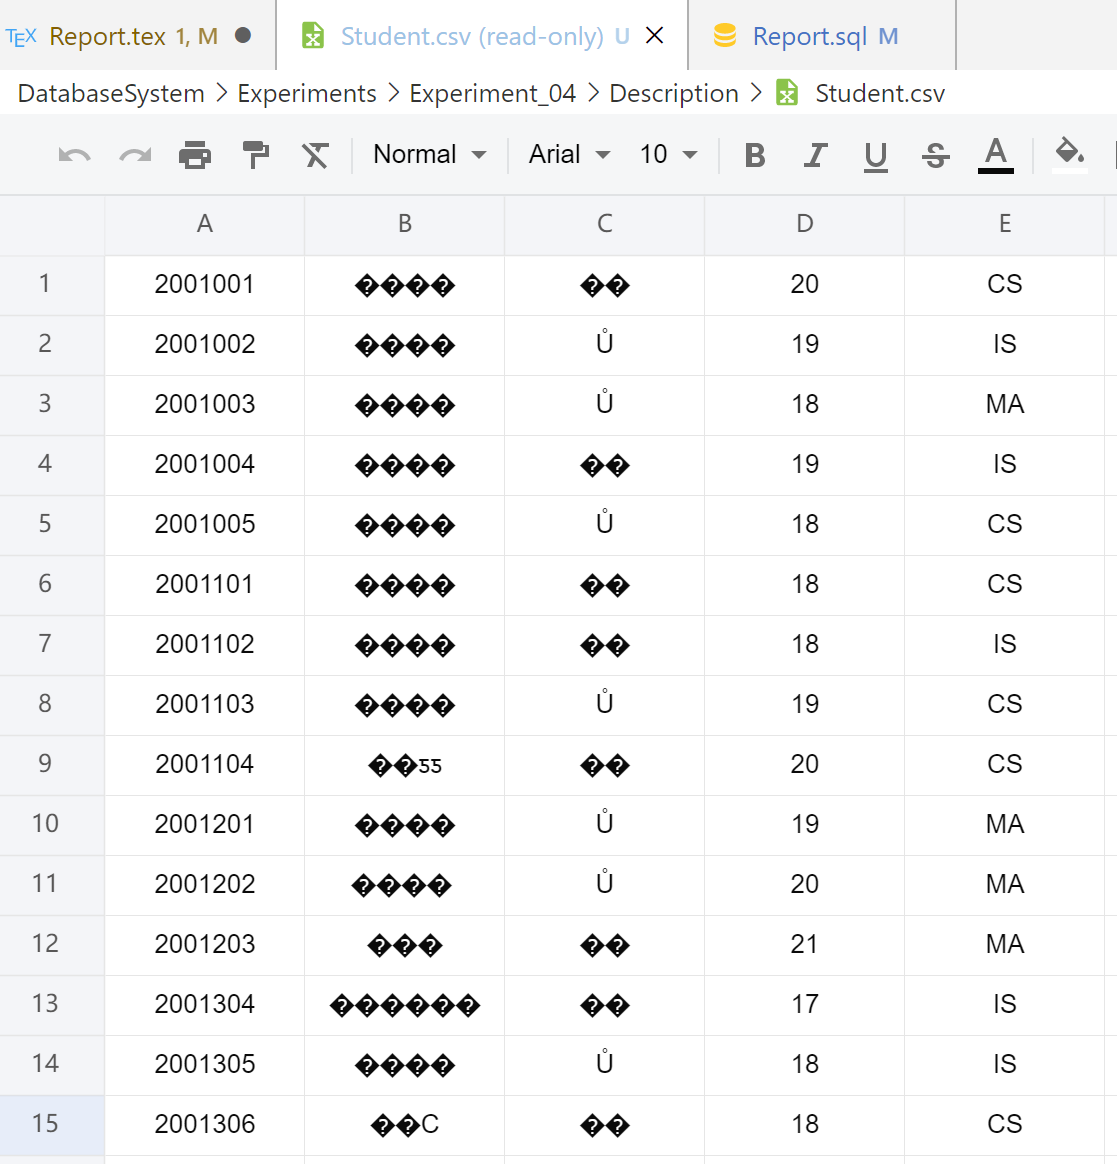 Report.tex 1, M Student.csv (read-only) U Report.sql M
DatabaseSystem > Experiments > Experiment_04 > Description > Student.csv
Normal Arial 10 B I U S A
A B C D E
1 2001001 ���� �� 20 CS
2 2001002 ���� Ů 19 IS
3 2001003 ���� Ů 18 MA
4 2001004 ���� �� 19 IS
5 2001005 ���� Ů 18 CS
6 2001101 ���� �� 18 CS
7 2001102 ���� �� 18 IS
8 2001103 ���� Ů 19 CS
9 2001104 ��ƽƽ �� 20 CS
10 2001201 ���� Ů 19 MA
11 2001202 ���� Ů 20 MA
12 2001203 ��� �� 21 MA
13 2001304 ������ �� 17 IS
14 2001305 ���� Ů 18 IS
15 2001306 ��C �� 18 CS